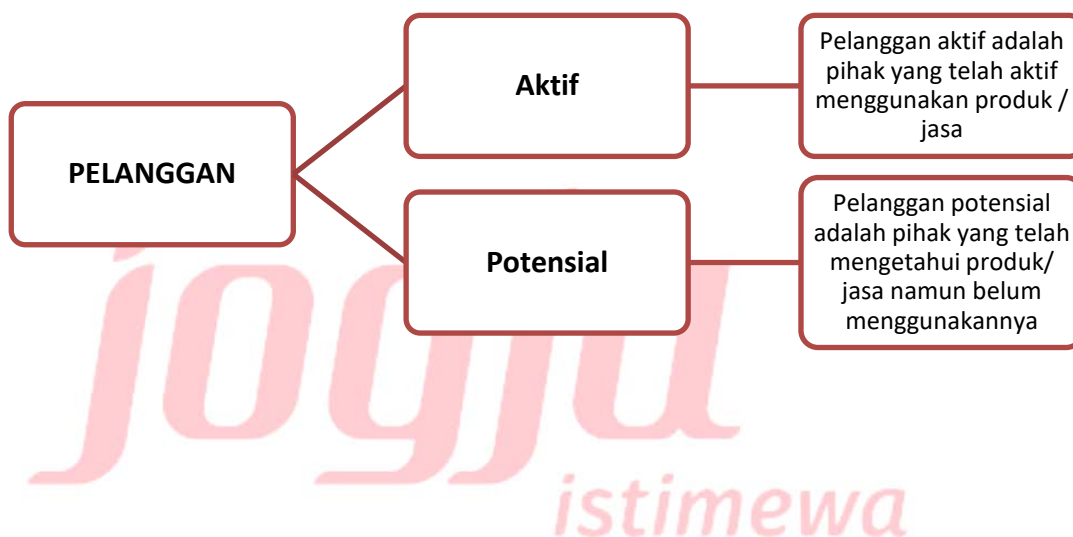 PELANGGAN
Aktif
Pelanggan aktif adalah
pihak yang telah aktif
menggunakan produk /
jasa
Potensial
Pelanggan potensial
adalah pihak yang telah
mengetahui produk/
jasa namun belum
menggunakannya
jogja
istimewa